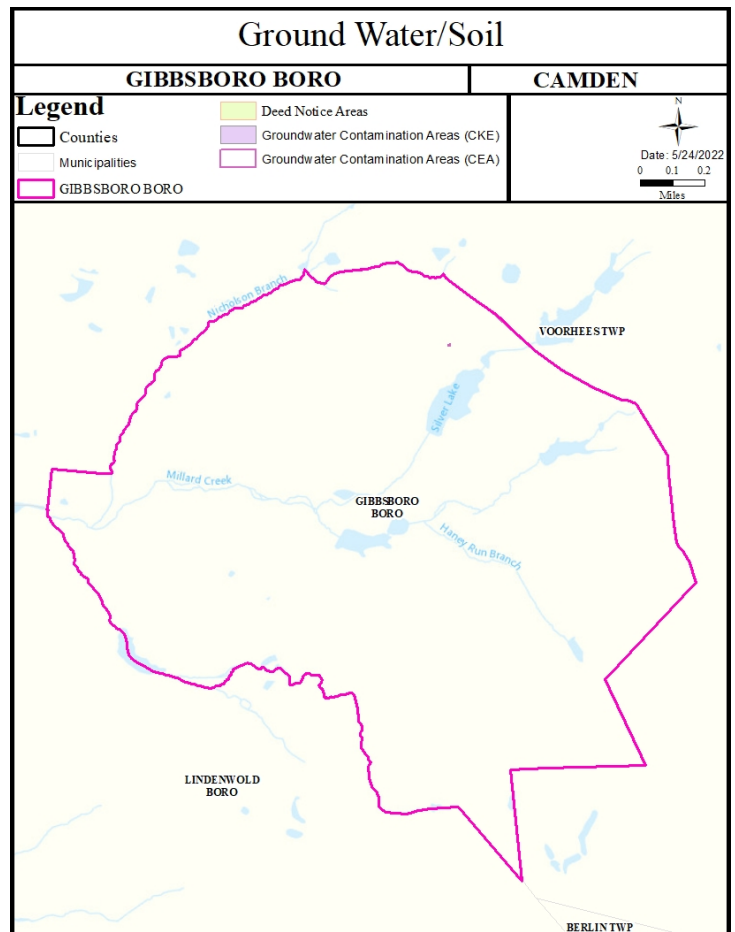 Ground Water/Soil
GIBBSBORO BORO
CAMDEN
Legend
Counties
Municipalities
GIBBSBORO BORO
Deed Notice Areas
Groundwater Contamination Areas (CKE)
Groundwater Contamination Areas (CEA)
N
Date: 5/24/2022
0 0.1 0.2
Miles
Nicholson Branch
VOORHEES TWP
Silver Lake
Millard Creek
GIBBSBORO
BORO
Haney Run Branch
LINDENWOLD
BORO
BERLIN TWP